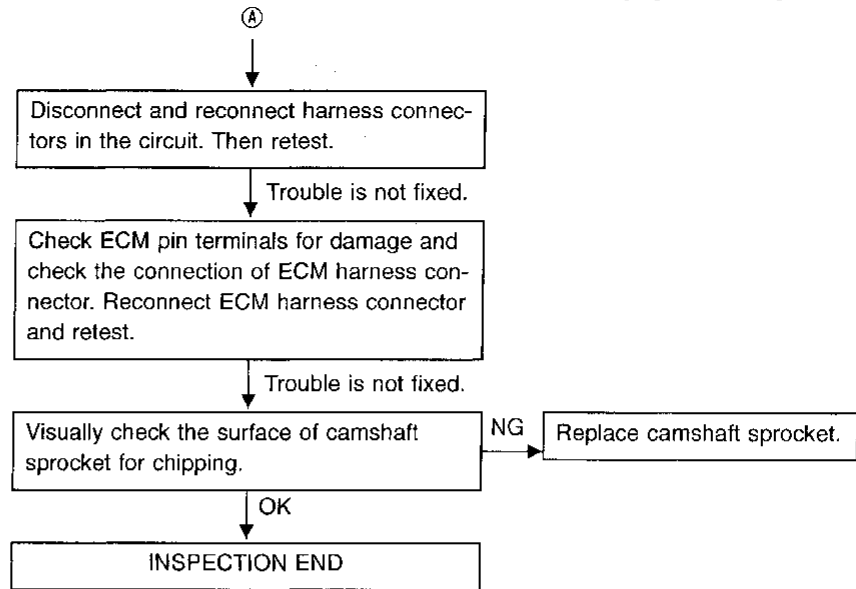 Ⓐ
Disconnect and reconnect harness connec-
tors in the circuit. Then retest.
Trouble is not fixed.
Check ECM pin terminals for damage and
check the connection of ECM harness con-
nector. Reconnect ECM harness connector
and retest.
Trouble is not fixed.
Visually check the surface of camshaft
sprocket for chipping.
NG
Replace camshaft sprocket.
OK
INSPECTION END